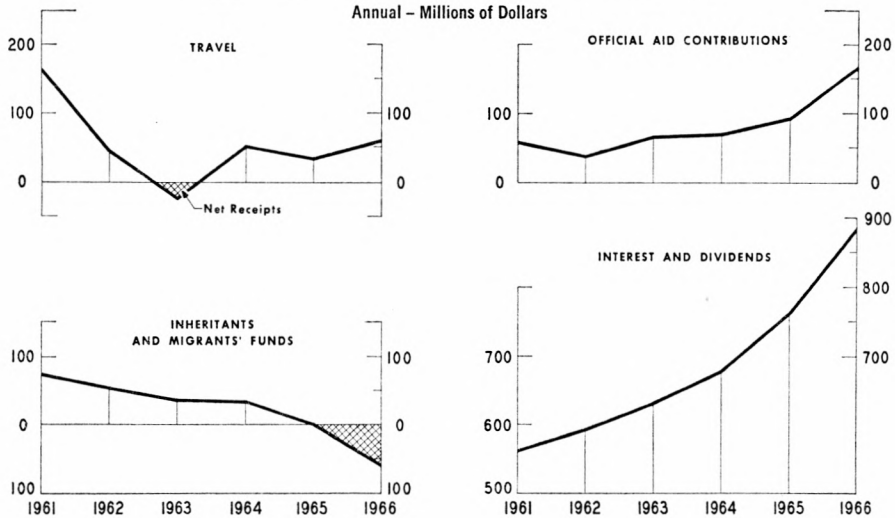 Annual – Millions of Dollars
TRAVEL
200
100
0
200
100
0
Net Receipts
OFFICIAL AID CONTRIBUTIONS
200
100
0
200
100
0
INHERITANTS
AND MIGRANTS' FUNDS
100
0
100
100
0
100
1961 1962 1963 1964 1965 1966
INTEREST AND DIVIDENDS
700
600
500
900
800
700
1961 1962 1963 1964 1965 1966